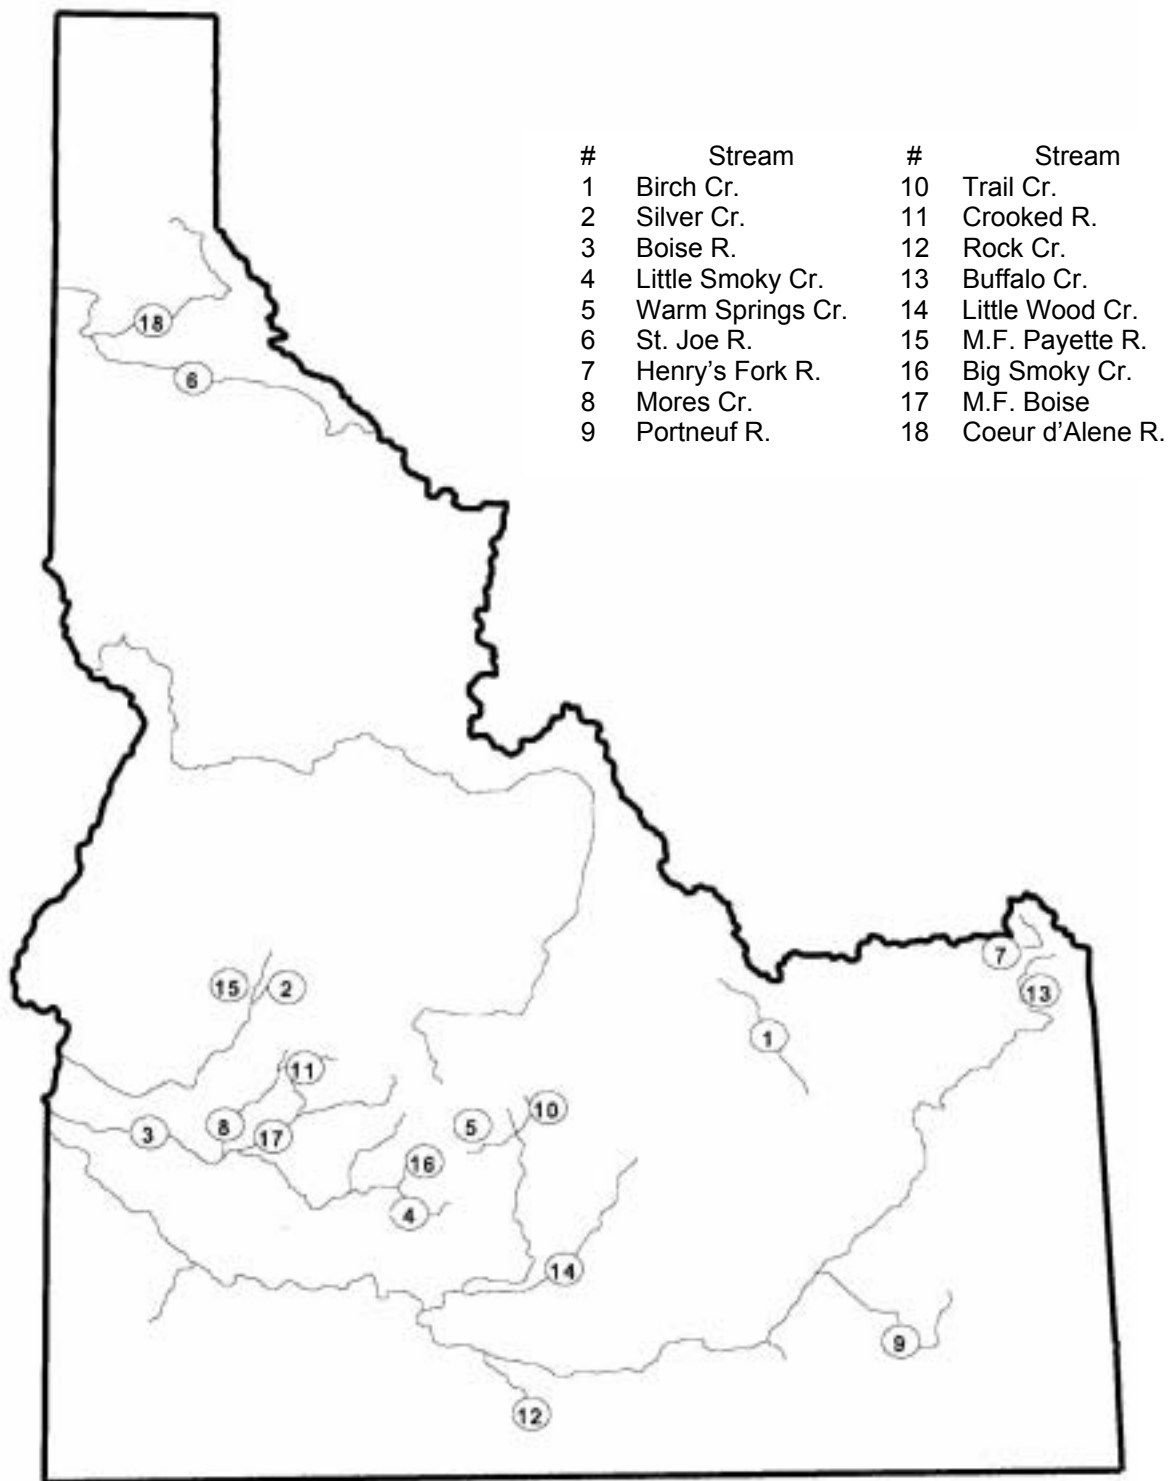 # Stream # Stream
1 Birch Cr. 10 Trail Cr.
2 Silver Cr. 11 Crooked R.
3 Boise R. 12 Rock Cr.
4 Little Smoky Cr. 13 Buffalo Cr.
5 Warm Springs Cr. 14 Little Wood Cr.
6 St. Joe R. 15 M.F. Payette R.
7 Henry's Fork R. 16 Big Smoky Cr.
8 Mores Cr. 17 M.F. Boise
9 Portneuf R. 18 Coeur d'Alene R.
18
6
7
15 2 13
1
11
10
8 5
3 17
16
4
14
9
12